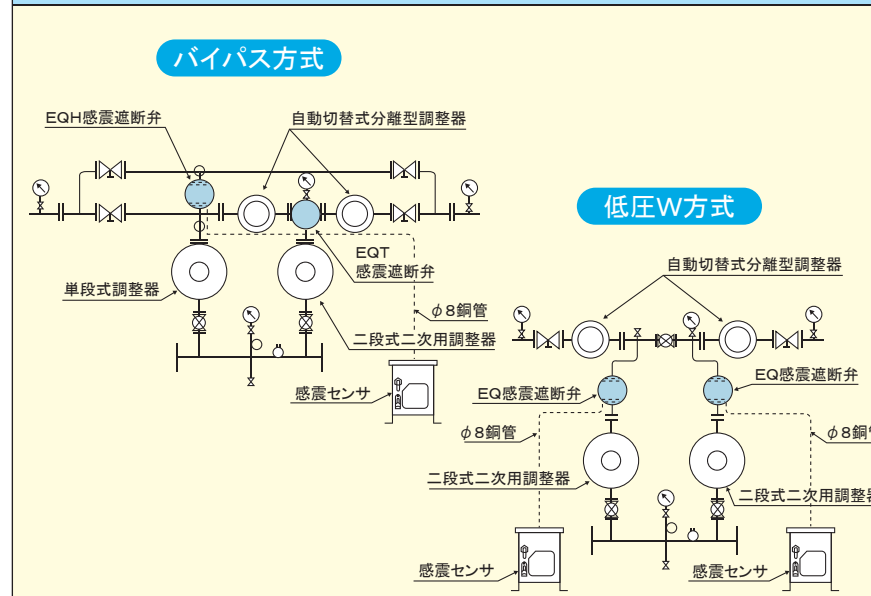 バイパス方式
EQH感震遮断弁
自動切替式分離型調整器
EQT
感震遮断弁
単段式調整器
φ8銅管
二段式二次用調整器
感震センサ
低圧W方式
自動切替式分離型調整器
EQ感震遮断弁
EQ感震遮断弁
φ8銅管
φ8銅管
二段式二次用調整器
二段式二次用調整器
感震センサ
感震センサ